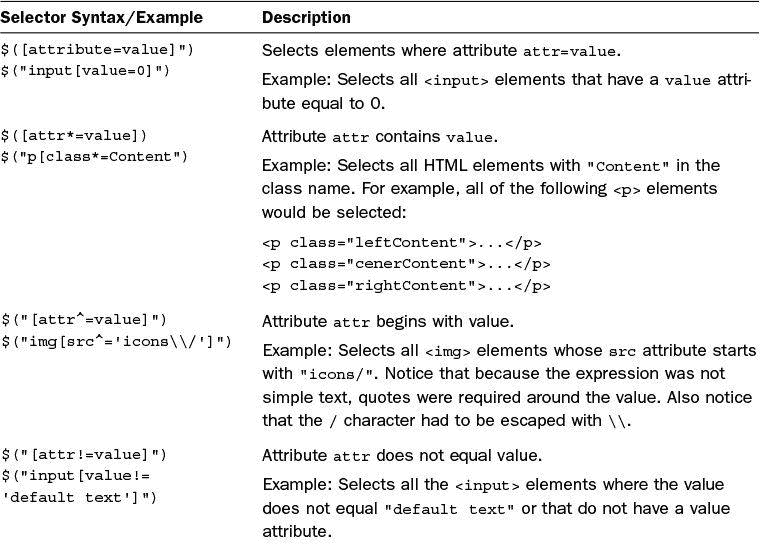 Selector Syntax/Example Description
$([attribute=value]") Selects elements where attribute attr=value.
$("input[value=0]") Example: Selects all <input> elements that have a value attri-
bute equal to 0.
$([attr*=value]) Attribute attr contains value.
$("p[class*=Content") Example: Selects all HTML elements with "Content" in the
class name. For example, all of the following <p> elements
would be selected:
<p class="leftContent">...</p>
<p class="cenerContent">...</p>
<p class="rightContent">...</p>
$("[attr^=value]") Attribute attr begins with value.
$("img[src^='icons\\/']") Example: Selects all <img> elements whose src attribute starts
with "icons/". Notice that because the expression was not
simple text, quotes were required around the value. Also notice
that the / character had to be escaped with \\.
$("[attr!=value]") Attribute attr does not equal value.
$("input[value!= Example: Selects all the <input> elements where the value
'default text']") does not equal "default text" or that do not have a value
attribute.